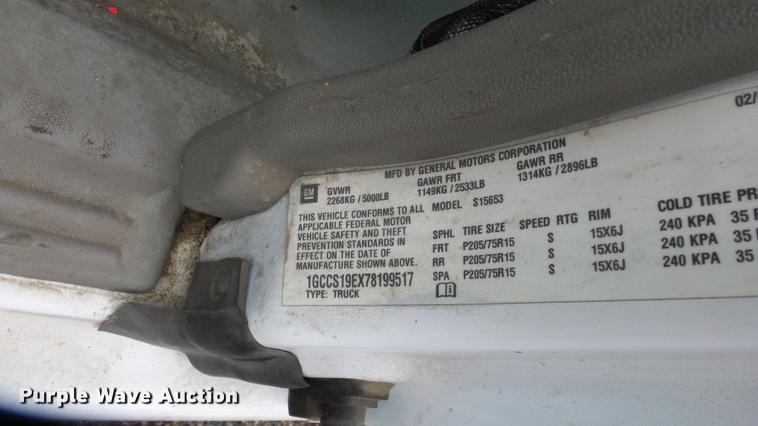 02/
MFD BY GENERAL MOTORS CORPORATION
GM
GVWR GAWR FRT GAWR RR
2268KG / 5000LB 1149KG / 2533LB 1314KG / 2896LB
THIS VEHICLE CONFORMS TO ALL
APPLICABLE FEDERAL MOTOR
VEHICLE SAFETY AND THEFT
PREVENTION STANDARDS IN
EFFECT ON THE DATE OF
MANUFACTURE SHOWN ABOVE.
1GCCS19EX78199517
TYPE: TRUCK
MODEL S15653
SPHL TIRE SIZE SPEED RTG RIM COLD TIRE PR
FRT P205/75R15 S 15X6J 240 KPA 35
RR P205/75R15 S 15X6J 240 KPA 35
SPA P205/75R15 S 15X6J 240 KPA 35
Purple Wave Auction